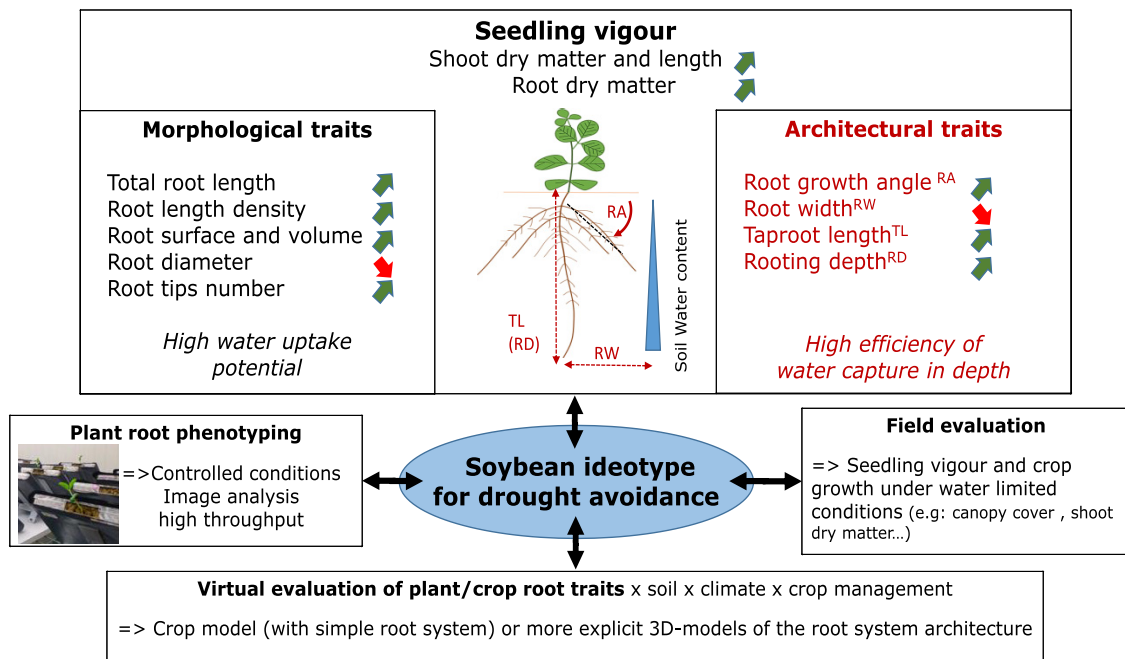 Seedling vigour
Shoot dry matter and length
Root dry matter
Morphological traits
Total root length
Root length density
Root surface and volume
Root diameter
Root tips number
High water uptake
potential
RA
TL
(RD)
RW
Soil Water content
Architectural traits
Root growth angle RA
Root widthRW
Taproot lengthTL
Rooting depthRD
High efficiency of
water capture in depth
Plant root phenotyping
=>Controlled conditions
Image analysis
high throughput
Soybean ideotype
for drought avoidance
Field evaluation
=> Seedling vigour and crop
growth under water limited
conditions (e.g: canopy cover , shoot
dry matter...)
Virtual evaluation of plant/crop root traits x soil x climate x crop management
=> Crop model (with simple root system) or more explicit 3D-models of the root system architecture